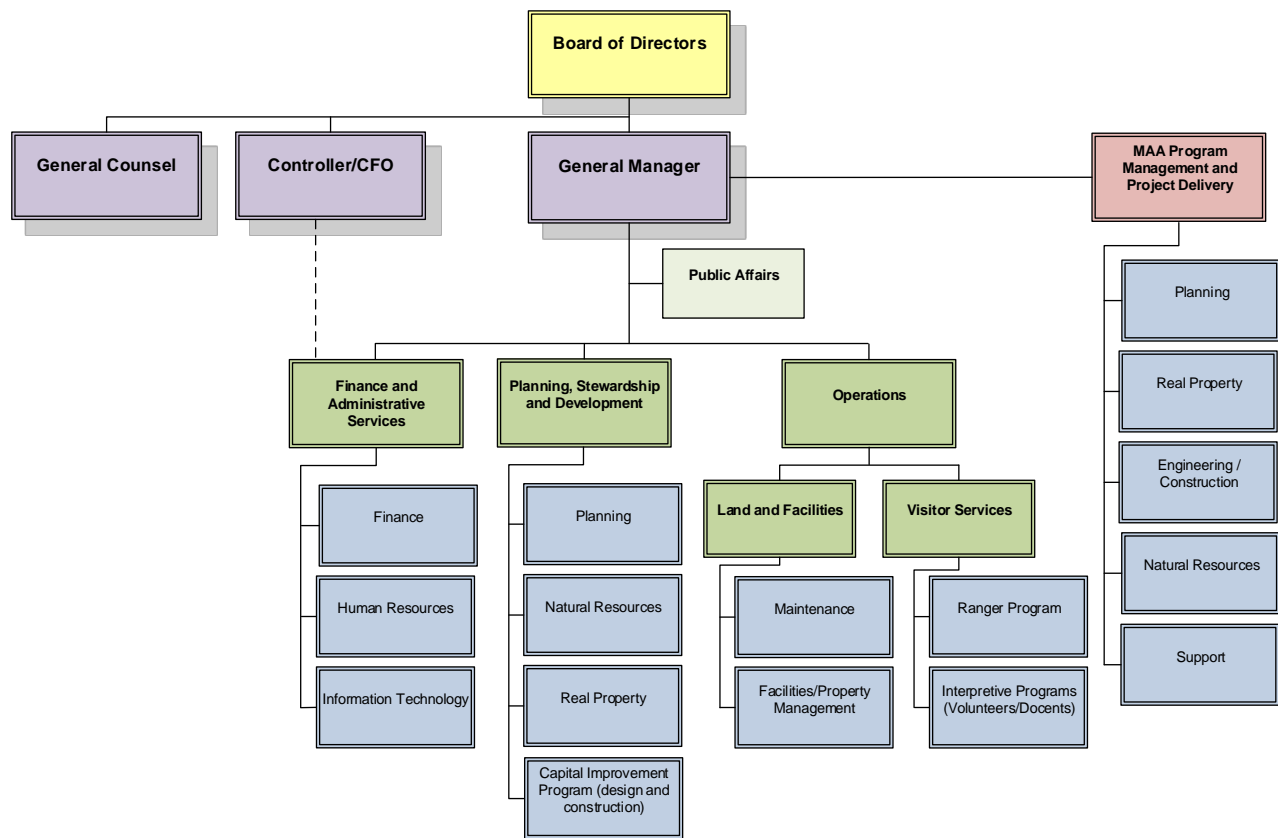 Board of Directors
General Counsel
Controller/CFO
General Manager
MAA Program
Management and
Project Delivery
Public Affairs
Finance and
Administrative
Services
Planning, Stewardship
and Development
Operations
Land and Facilities
Visitor Services
Finance
Human Resources
Information Technology
Planning
Natural Resources
Real Property
Capital Improvement
Program (design and
construction)
Maintenance
Facilities/Property
Management
Ranger Program
Interpretive Programs
(Volunteers/Docents)
Planning
Real Property
Engineering /
Construction
Natural Resources
Support